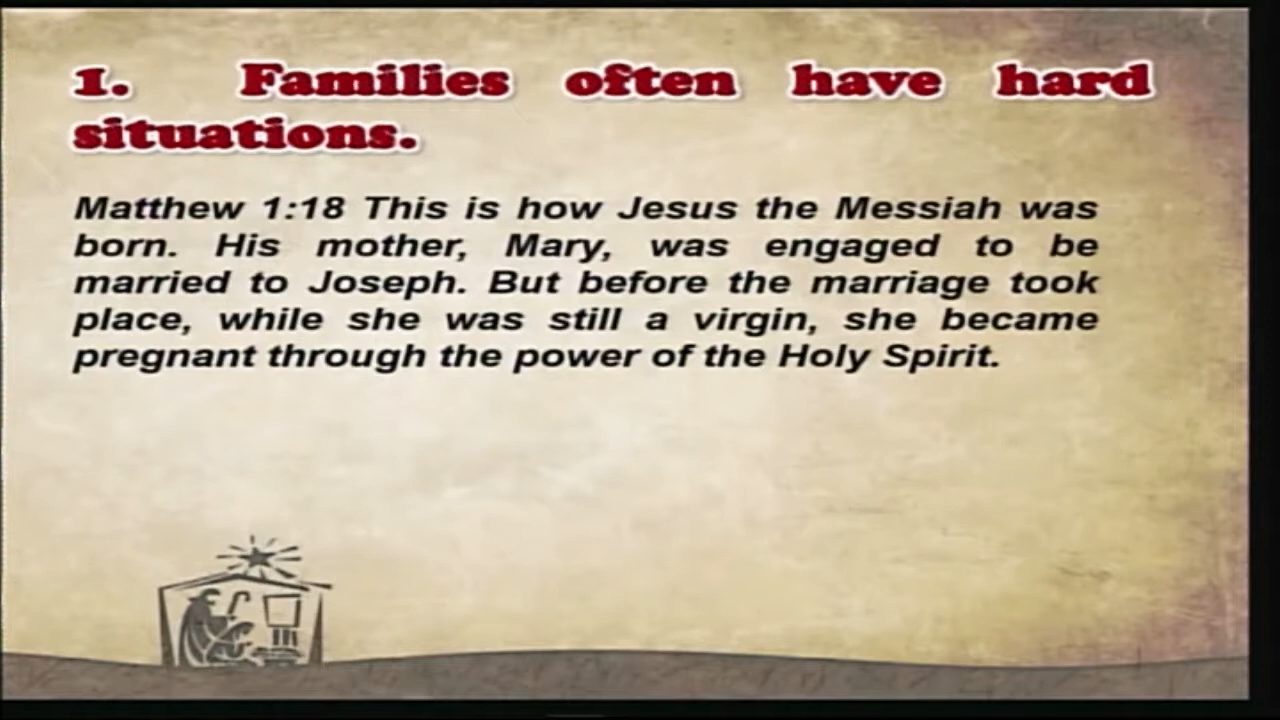 1. Families often have hard
situations.
Matthew 1:18 This is how Jesus the Messiah was
born. His mother, Mary, was engaged to be
married to Joseph. But before the marriage took
place, while she was still a virgin, she became
pregnant through the power of the Holy Spirit.